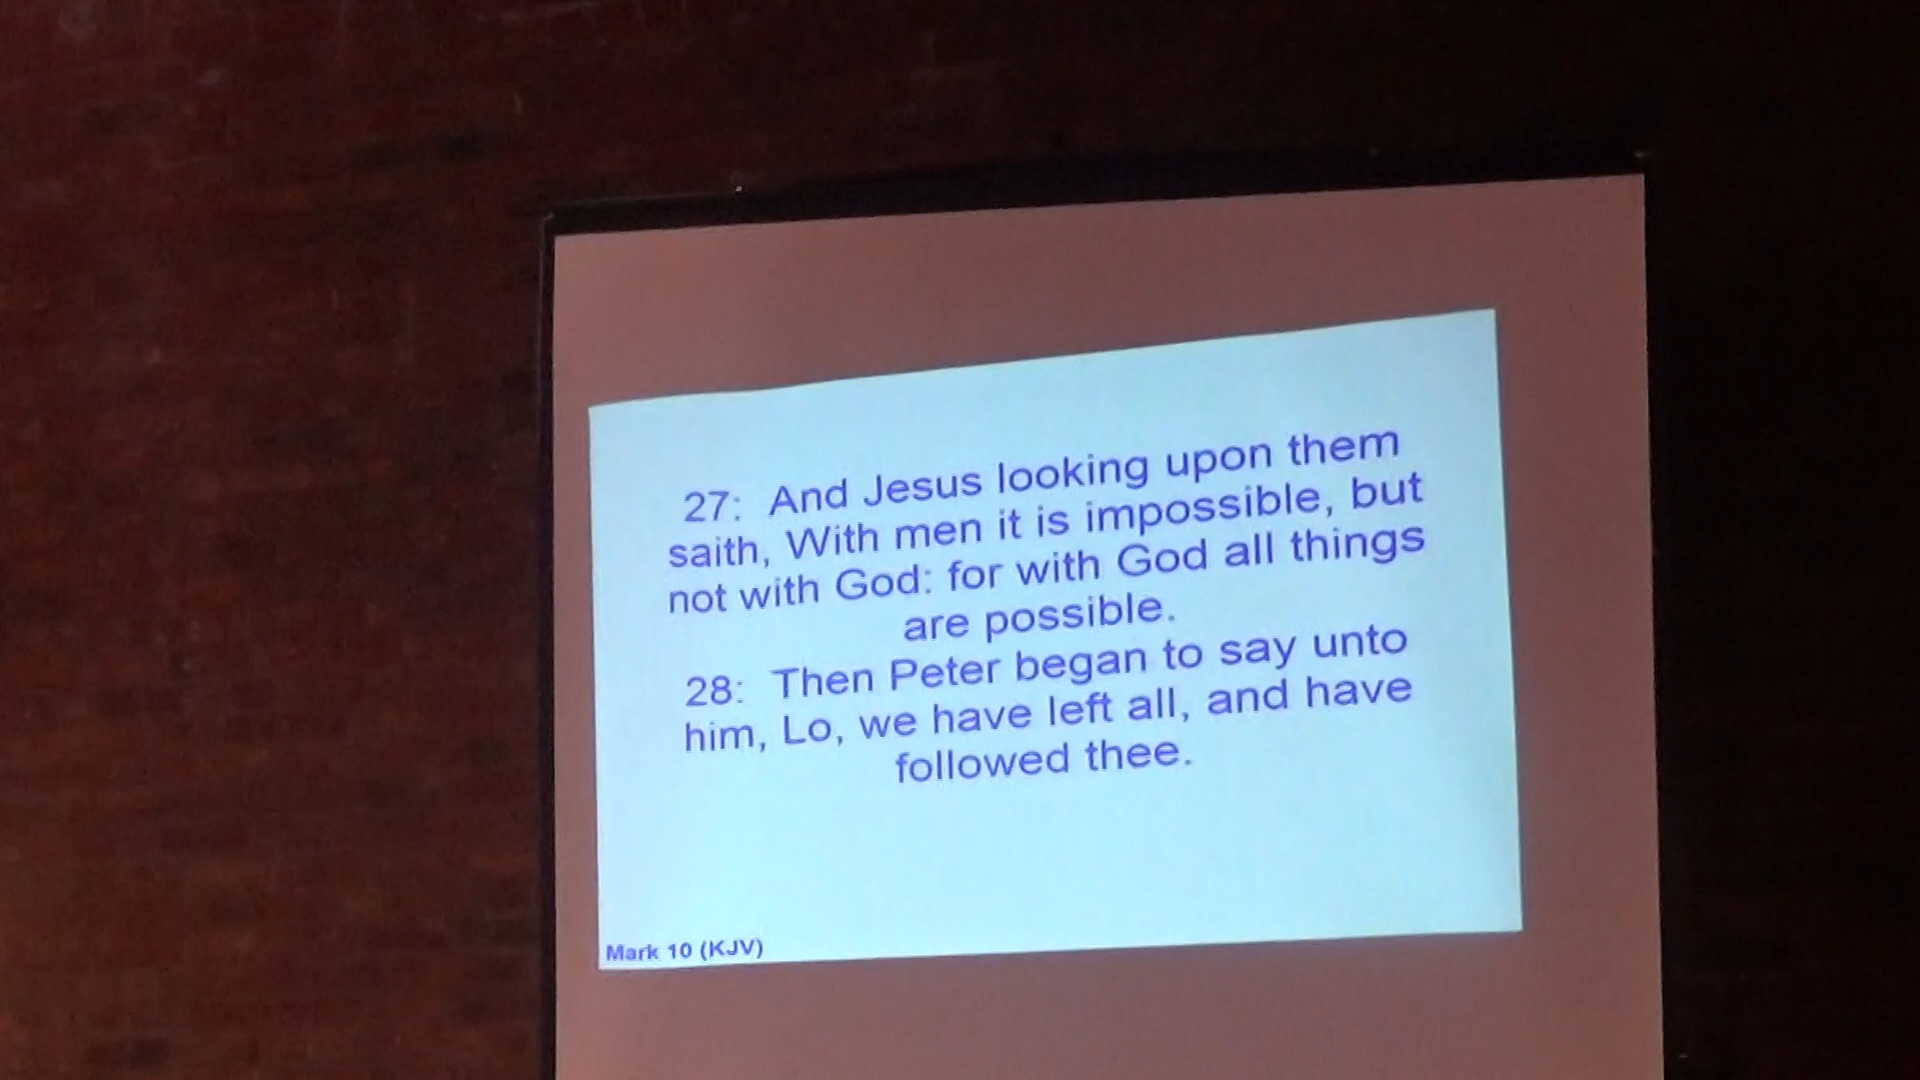 27: And Jesus looking upon them
saith, With men it is impossible, but
not with God: for with God all things
are possible.
28: Then Peter began to say unto
him, Lo, we have left all, and have
followed thee.
Mark 10 (KJV)